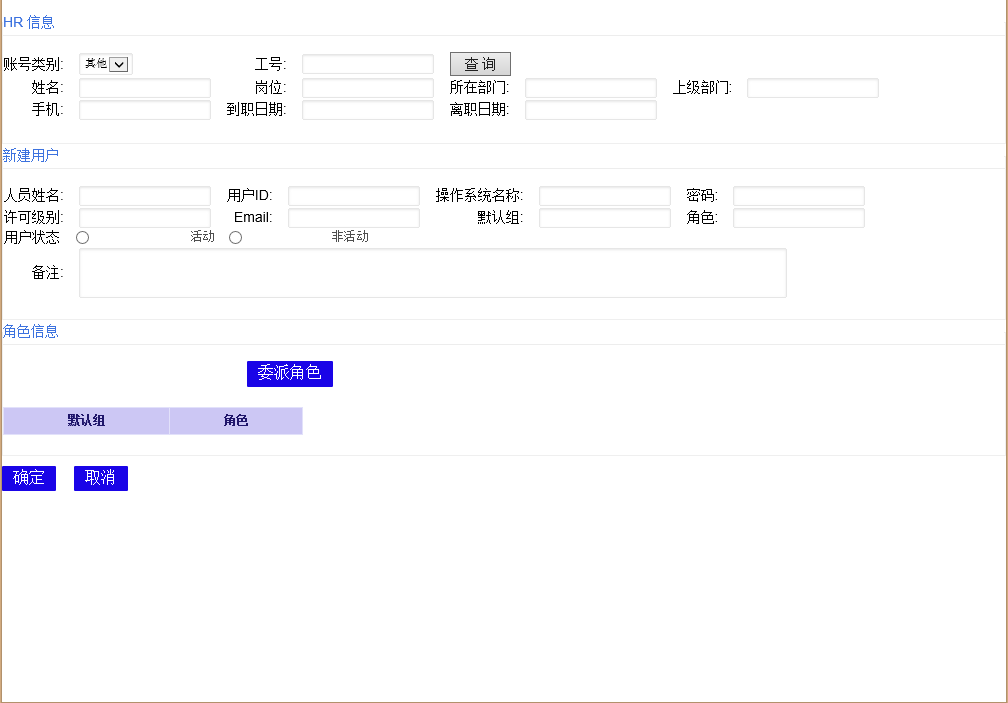 HR 信息
账号类别: 其他 工号: 查 询
姓名: 岗位: 所在部门: 上级部门:
手机: 到职日期: 离职日期:
新建用户
人员姓名: 用户ID: 操作系统名称: 密码:
许可级别: Email: 默认组: 角色:
用户状态 活动 非活动
备注:
角色信息
委派角色
默认组 角色
确定 取消